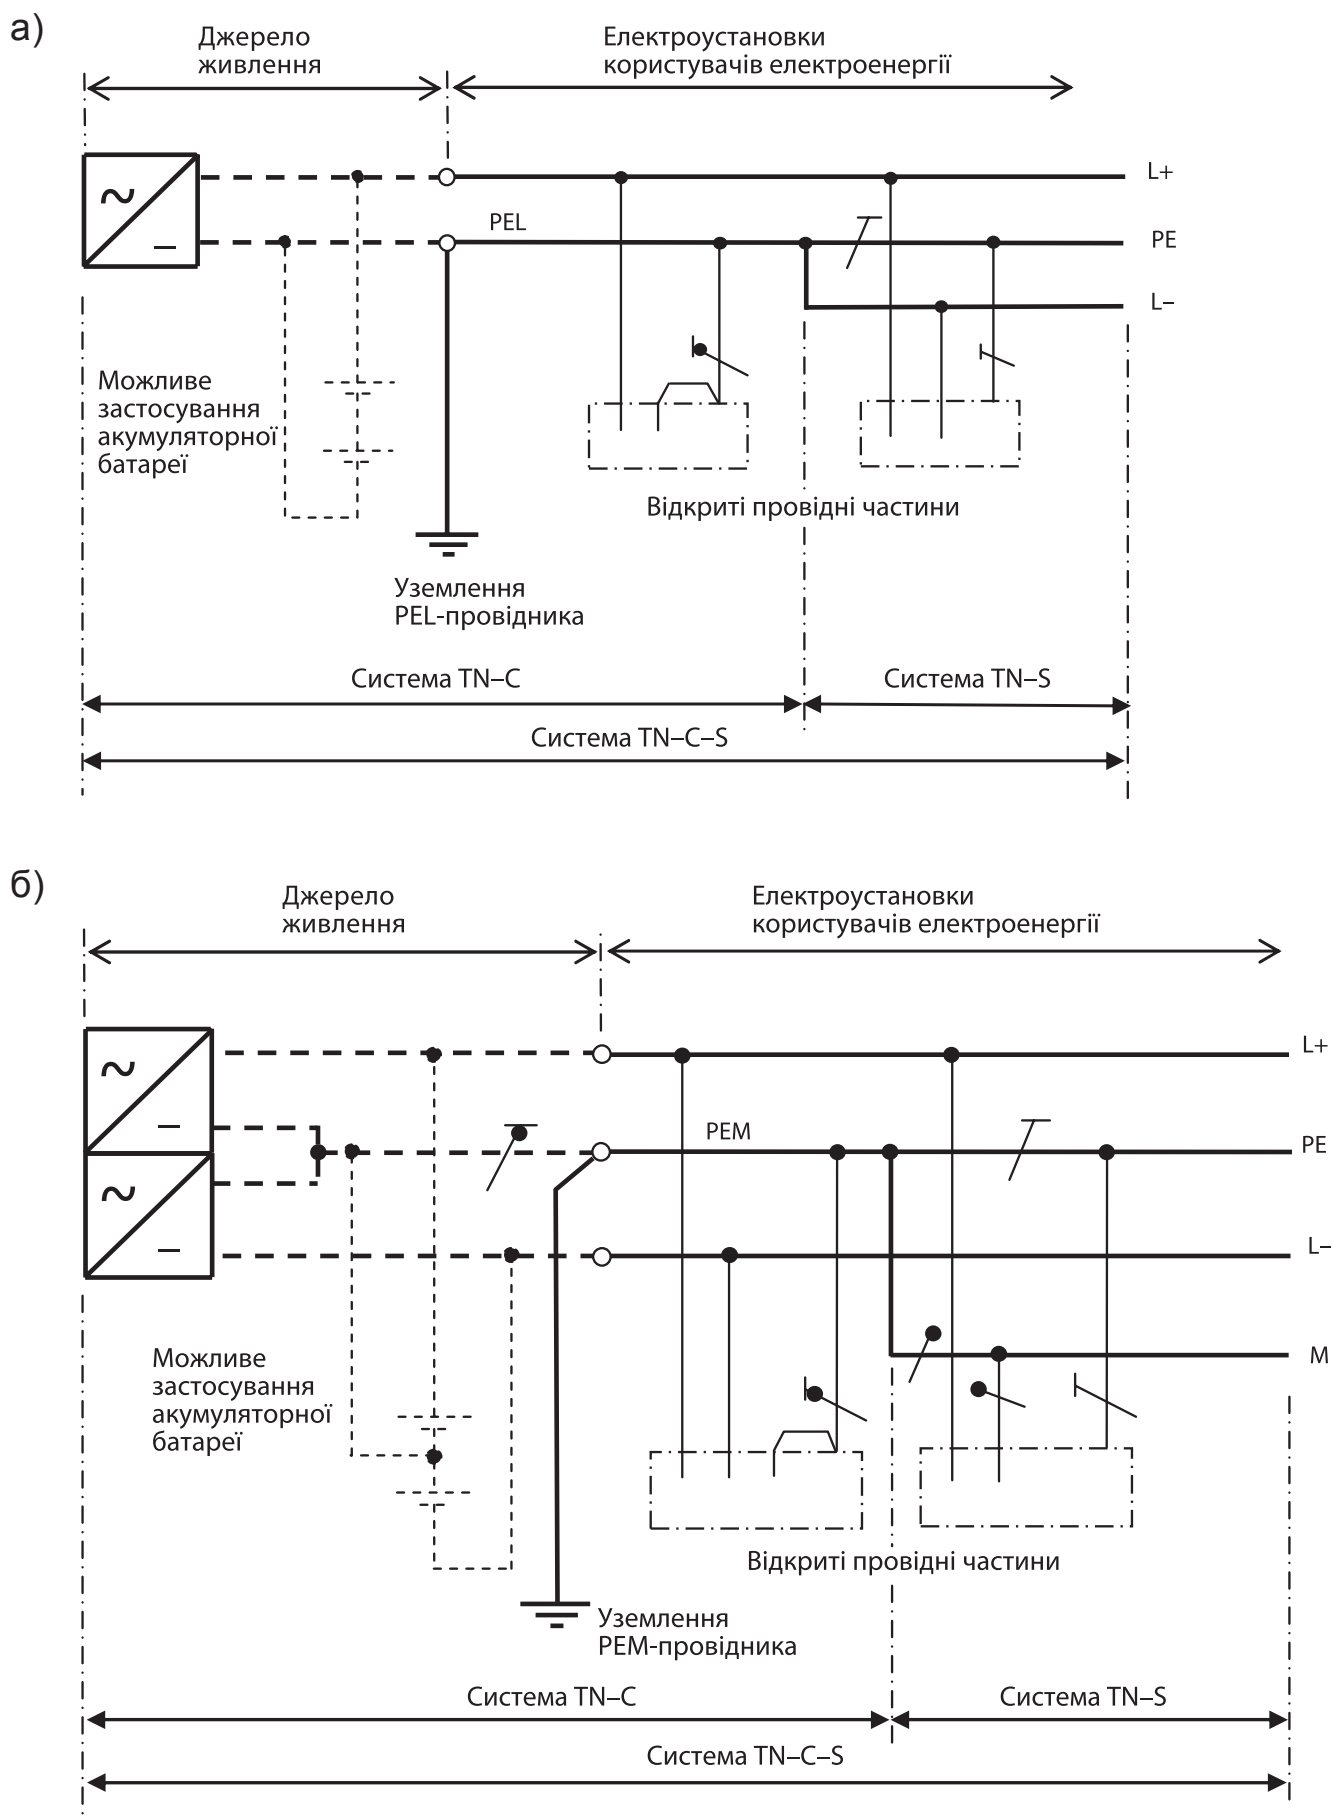 а)
Джерело
живлення
Електроустановки
користувачів електроенергії
~
–
L+
PEL
PE
L–
Можливе
застосування
акумуляторної
батареї
Відкриті провідні частини
Уземлення
PEL-провідника
Система TN–C
Система TN–S
Система TN–C–S
б)
Джерело
живлення
Електроустановки
користувачів електроенергії
~
–
~
–
L+
PEM
PE
L–
M
Можливе
застосування
акумуляторної
батареї
Відкриті провідні частини
Уземлення
PEM-провідника
Система TN–C
Система TN–S
Система TN–C–S